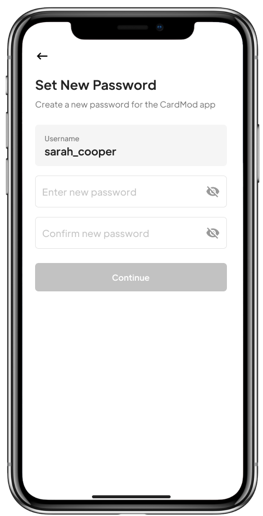 Set New Password
Create a new password for the CardMod app
Username
sarah_cooper
Enter new password
Confirm new password
Continue